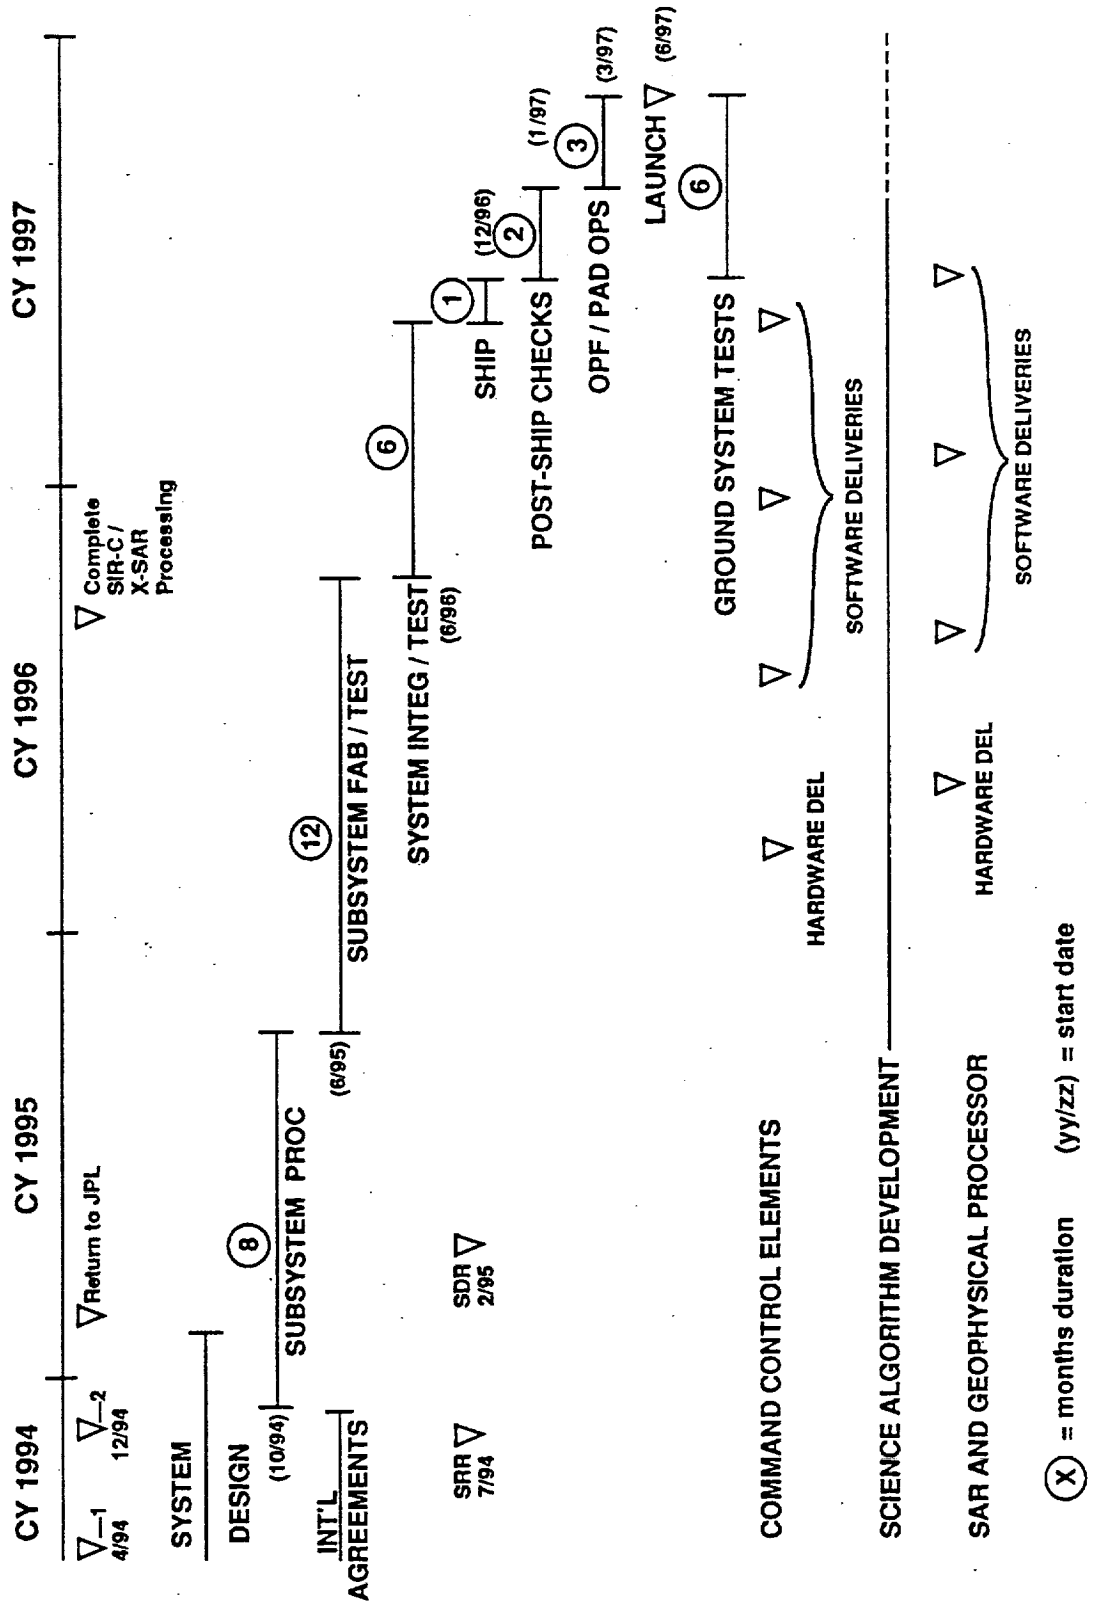 CY 1994
CY 1995
CY 1996
CY 1997
1
4/94
2
12/94
Return to JPL
Complete
SIR-C /
X-SAR
Processing
SYSTEM
DESIGN
8
(10/94)
SUBSYSTEM PROC
INT'L
AGREEMENTS
12
(6/95)
SUBSYSTEM FAB / TEST
6
SYSTEM INTEG / TEST
(6/96)
SRR
7/94
SDR
2/95
1
SHIP
(12/96)
2
POST-SHIP CHECKS
(1/97)
3
OPF / PAD OPS
(3/97)
LAUNCH
(6/97)
6
GROUND SYSTEM TESTS
COMMAND CONTROL ELEMENTS
HARDWARE DEL
SOFTWARE DELIVERIES
SCIENCE ALGORITHM DEVELOPMENT
SAR AND GEOPHYSICAL PROCESSOR
HARDWARE DEL
SOFTWARE DELIVERIES
X = months duration (yy/zz) = start date